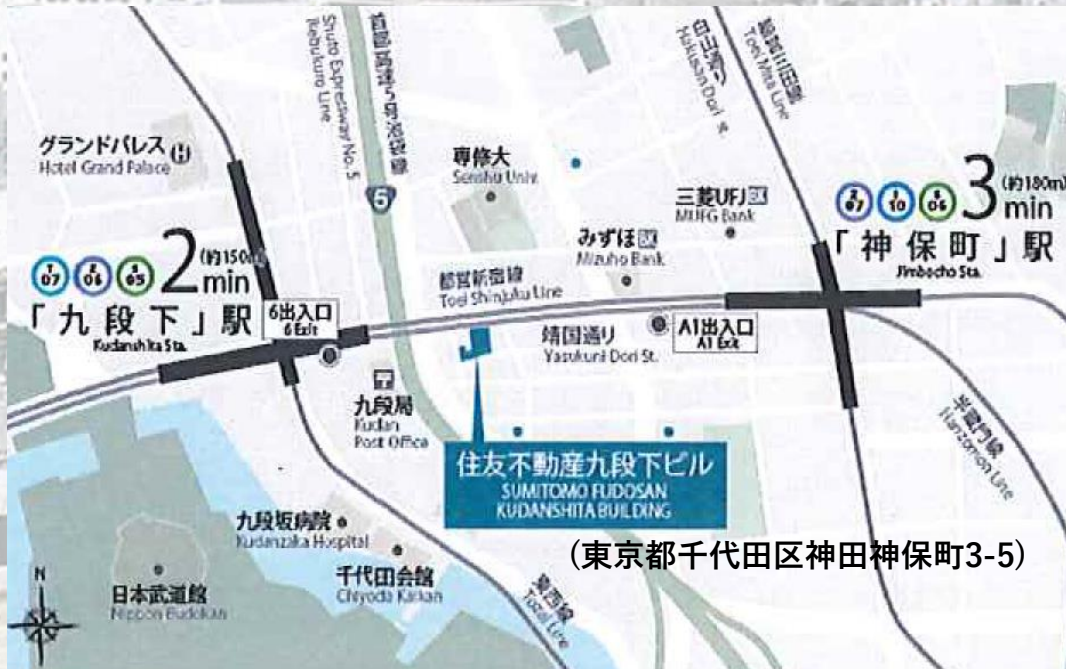 首都高速5号池袋線
Shuto Expressway No. 5
Ikebukuro Line
白山通り
Hakusan Dori
Toei Mita Line
グランドパレス H
Hotel Grand Palace
5
専修大
Senshu Univ.
三菱UFJ
MUFG Bank
みずほ
Mizuho Bank
都営新宿線
Toei Shinjuku Line
07 06 05 2 (約150m)
min
「九段下」駅
Kudanshita Sta.
6出入口
6 Exit
07 10 06 3 (約180m)
min
「神保町」駅
Jimbocho Sta.
靖国通り
Yasukuni Dori St.
A1出入口
A1 Exit
九段局
Kudan
Post Office
住友不動産九段下ビル
SUMITOMO FUDOSAN
KUDANSHITA BUILDING
(東京都千代田区神田神保町3-5)
半蔵門線
Hanzomon Line
九段坂病院
Kudanzaka Hospital
千代田会館
Chiyoda Kaikan
東西線
Tozai Line
日本武道館
Nippon Budokan
N